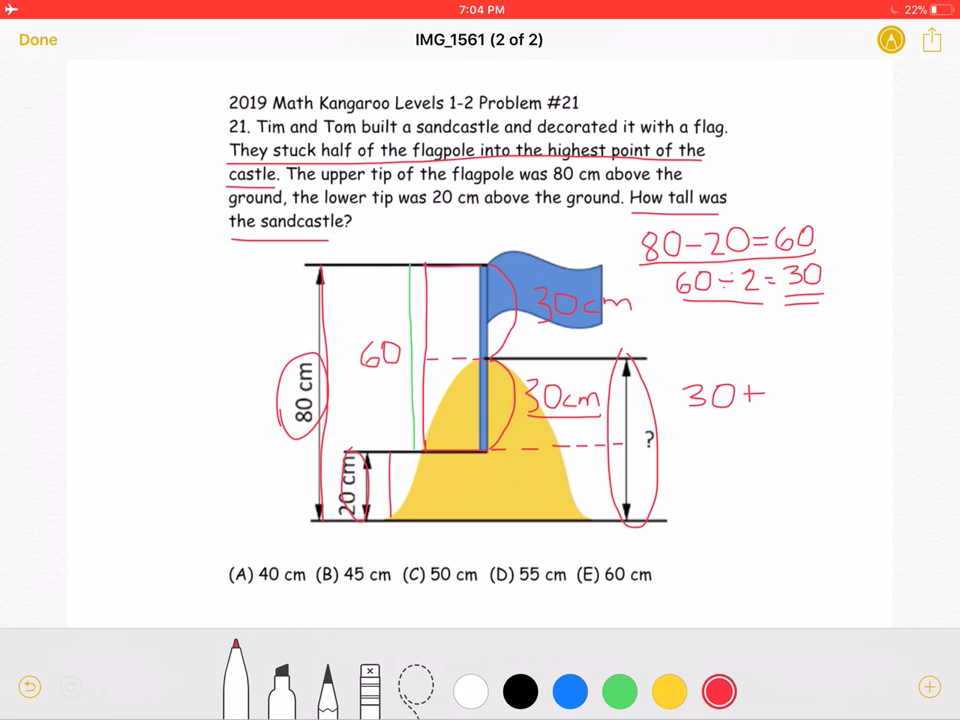 7:04 PM
22%
Done
IMG_1561 (2 of 2)
2019 Math Kangaroo Levels 1-2 Problem #21
21. Tim and Tom built a sandcastle and decorated it with a flag.
They stuck half of the flagpole into the highest point of the
castle. The upper tip of the flagpole was 80 cm above the
ground, the lower tip was 20 cm above the ground. How tall was
the sandcastle?
80-20=60
60÷2=30
30cm
60
80 cm
30cm
30+
?
20 cm
(A) 40 cm (B) 45 cm (C) 50 cm (D) 55 cm (E) 60 cm